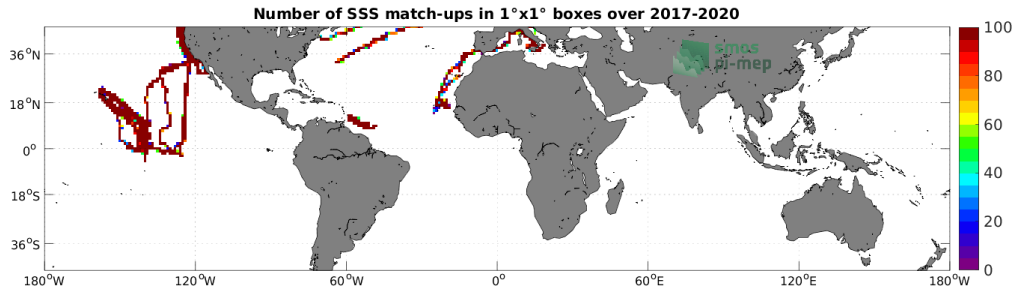 Number of SSS match-ups in 1°x1° boxes over 2017-2020
36°N
18°N
0°
18°S
36°S
180°W
120°W
60°W
0°
60°E
120°E
180°W
100
80
60
40
20
0
smos
pi-mep